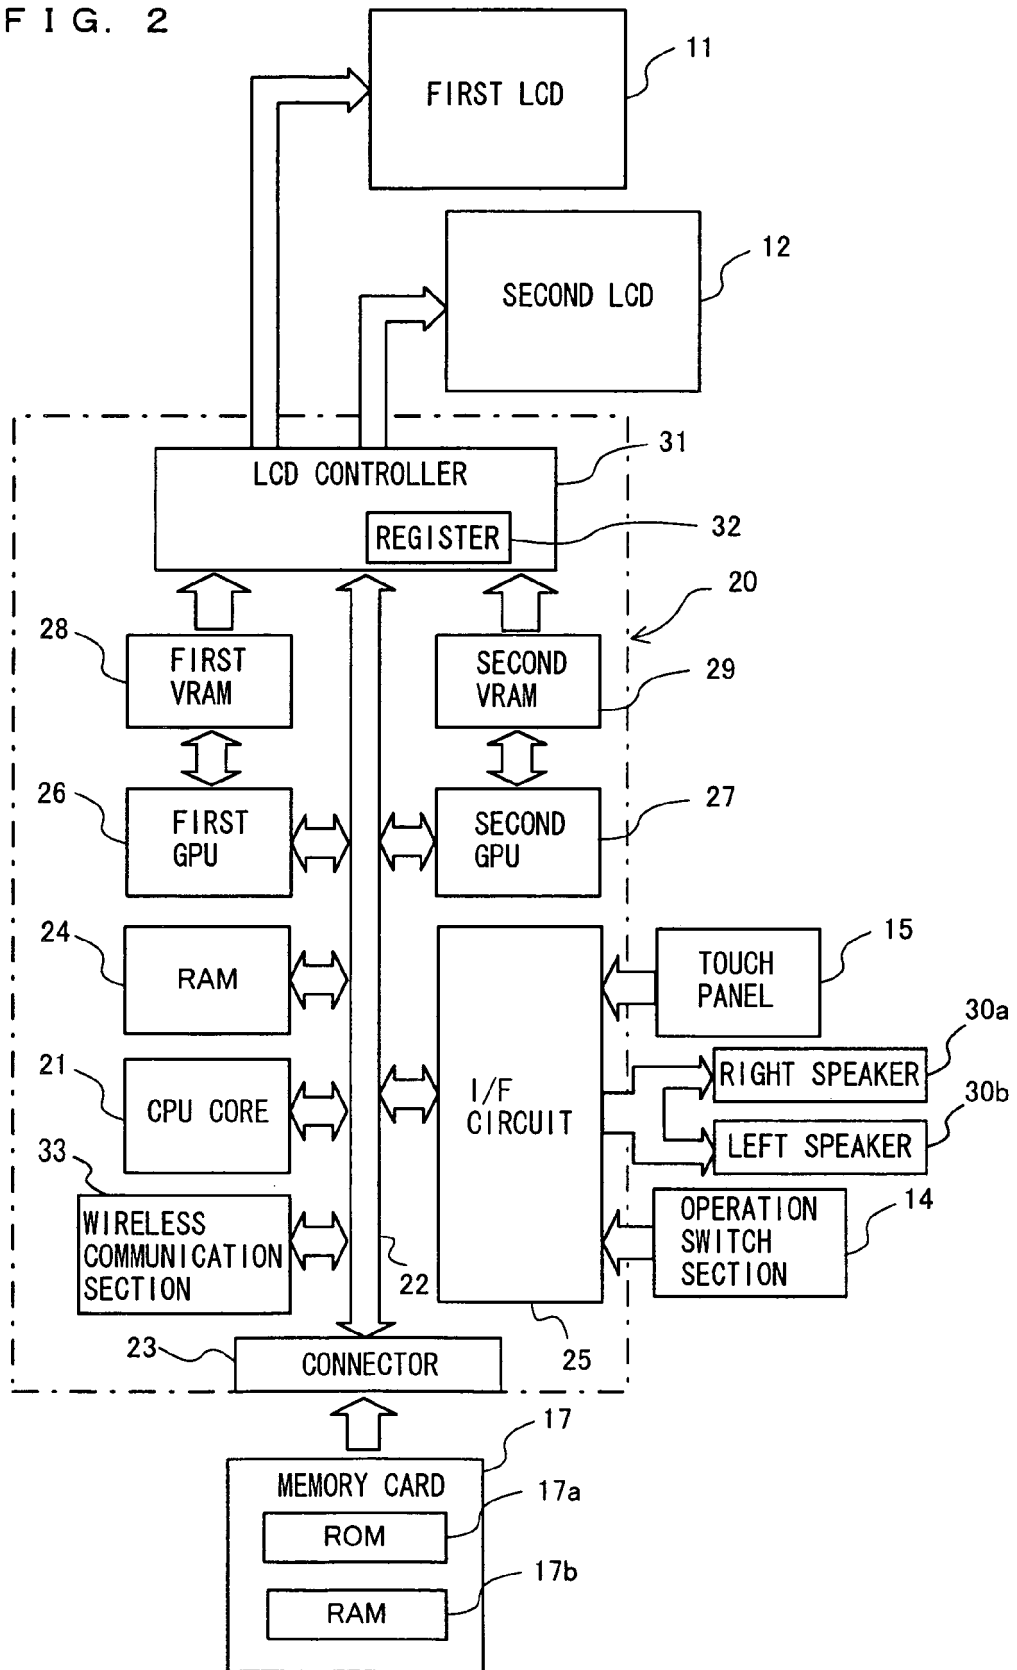 FIG. 2
11
FIRST LCD
12
SECOND LCD
31
LCD CONTROLLER
32
REGISTER
20
28
FIRST
VRAM
SECOND
VRAM
29
26
FIRST
GPU
SECOND
GPU
27
24
RAM
15
TOUCH
PANEL
30a
RIGHT SPEAKER
21
CPU CORE
I/F
CIRCUIT
30b
LEFT SPEAKER
33
WIRELESS
COMMUNICATION
SECTION
OPERATION
SWITCH
SECTION
14
22
23
CONNECTOR
25
17
MEMORY CARD
17a
ROM
17b
RAM